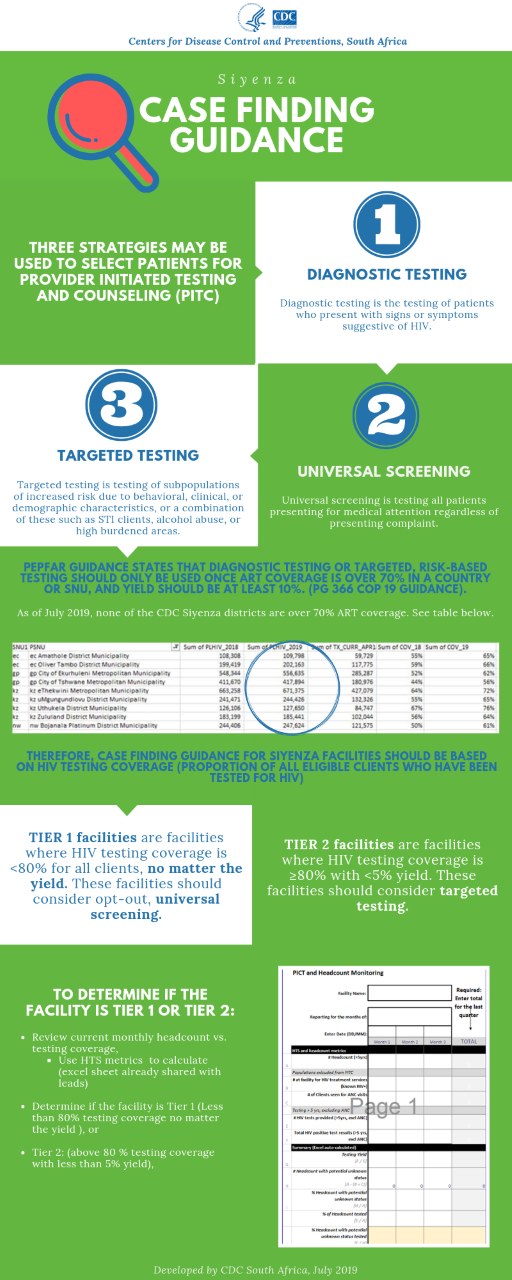 CDC
Centers for Disease Control and Preventions, South Africa
Siyenza
CASE FINDING
GUIDANCE
THREE STRATEGIES MAY BE
USED TO SELECT PATIENTS FOR
PROVIDER INITIATED TESTING
AND COUNSELING (PITC)
1
DIAGNOSTIC TESTING
Diagnostic testing is the testing of patients
who present with signs or symptoms
suggestive of HIV.
2
UNIVERSAL SCREENING
Universal screening is testing all patients
presenting for medical attention regardless of
presenting complaint.
3
TARGETED TESTING
Targeted testing is testing of subpopulations
of increased risk due to behavioral, clinical, or
demographic characteristics, or a combination
of these such as STI clients, alcohol abuse, or
high burdened areas.
PEPFAR GUIDANCE STATES THAT DIAGNOSTIC TESTING OR TARGETED, RISK-BASED
TESTING SHOULD ONLY BE USED ONCE ART COVERAGE IS OVER 70% IN A COUNTRY
OR SNU, AND YIELD SHOULD BE AT LEAST 10%. (PG 366 COP 19 GUIDANCE).
As of July 2019, none of the CDC Siyenza districts are over 70% ART coverage. See table below.
SNU1 PSNU Sum of PLHIV_2018 Sum of PLHIV_2019 Sum of TX_CURR_APR1 Sum of COV_18 Sum of COV_19
ec ec Amathole District Municipality 108,308 109,798 59,729 55% 65%
ec ec Oliver Tambo District Municipality 199,419 202,163 117,775 59% 66%
gp gp City of Ekurhuleni Metropolitan Municipality 548,344 556,635 285,287 52% 62%
gp gp City of Tshwane Metropolitan Municipality 411,670 417,894 180,976 44% 56%
kz kz eThekwini Metropolitan Municipality 663,258 671,375 427,079 64% 72%
kz kz uMgungundlovu District Municipality 241,471 244,426 132,326 55% 65%
kz kz Uthukela District Municipality 126,106 127,650 84,747 67% 76%
kz kz Zululand District Municipality 183,199 185,441 102,044 56% 64%
nw nw Bojanala Platinum District Municipality 244,406 247,624 121,575 50% 61%
THEREFORE, CASE FINDING GUIDANCE FOR SIYENZA FACILITIES SHOULD BE BASED
ON HIV TESTING COVERAGE (PROPORTION OF ALL ELIGIBLE CLIENTS WHO HAVE BEEN
TESTED FOR HIV)
TIER 1 facilities are facilities
where HIV testing coverage is
<80% for all clients, no matter the
yield. These facilities should
consider opt-out, universal
screening.
TIER 2 facilities are facilities
where HIV testing coverage is
≥80% with <5% yield. These
facilities should consider targeted
testing.
TO DETERMINE IF THE
FACILITY IS TIER 1 OR TIER 2:
• Review current monthly headcount vs.
testing coverage,
▪ Use HTS metrics to calculate
(excel sheet already shared with
leads)
• Determine if the facility is Tier 1 (Less
than 80% testing coverage no matter
the yield ), or
• Tier 2: (above 80 % testing coverage
with less than 5% yield),
PICT and Headcount Monitoring
Facility Name:
Required:
Enter total
for the last
quarter
Reporting for the months of:
Enter Date (DD/MM):
Month 1 Month 2 Month 3 TOTAL
HTS and headcount metrics
# Headcount (>5yrs)
Populations excluded from PITC
# at facility for HIV treatment services
(known HIV+)
# of Clients seen for ANC visits
Page 1
Testing > 5 yrs, excluding ANC
# HIV tests provided (>5yrs, excl ANC)
Total HIV positive test results (>5 yrs,
excl ANC)
Summary (Excel auto-calculated)
Testing Yield
# Headcount with potential unknown
status
0 0 0 0
% Headcount with potential
unknown status
% of Headcount tested
% Headcount with potential
unknown status tested
Developed by CDC South Africa, July 2019